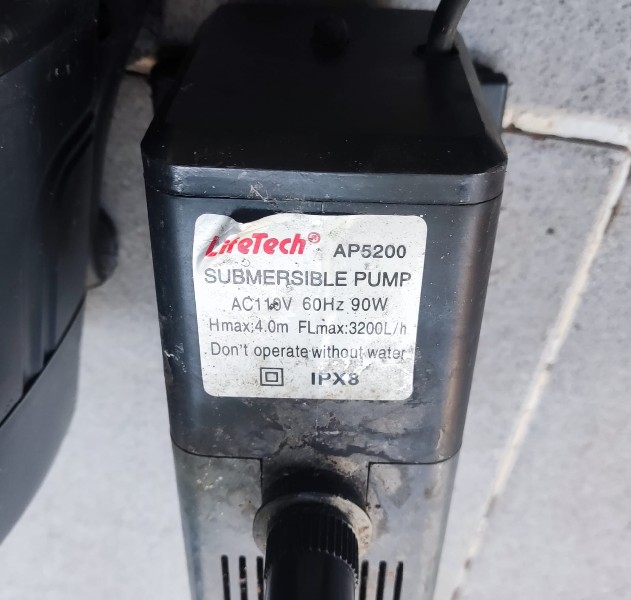 LifeTech® AP5200
SUBMERSIBLE PUMP
AC110V 60Hz 90W
Hmax:4.0m FLmax:3200L/h
Don't operate without water
IPX8